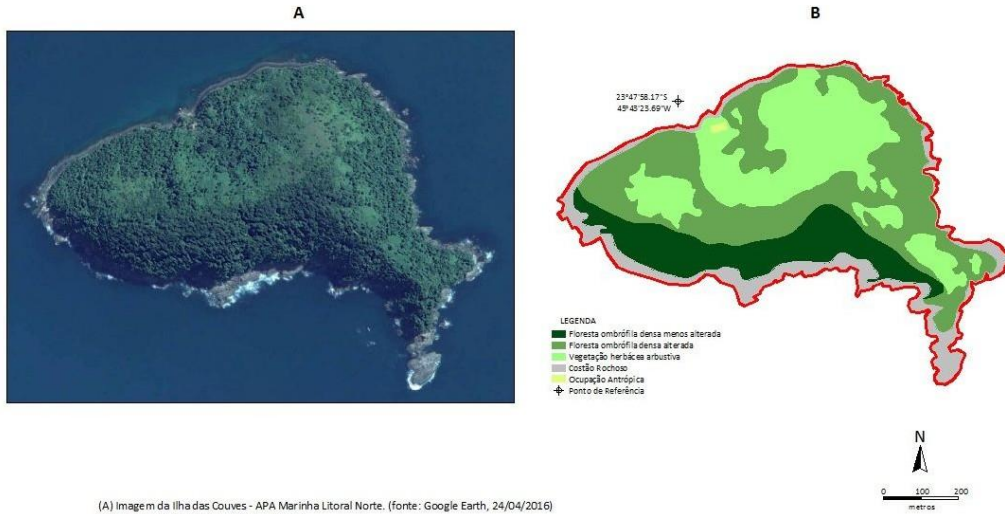 A
B
23°47'58.17"S
45°43'23.69"W
LEGENDA
Floresta ombrófila densa menos alterada
Floresta ombrófila densa alterada
Vegetação herbácea arbustiva
Costão Rochoso
Ocupação Antrópica
Ponto de Referência
N
0 100 200
metros
(A) Imagem da Ilha das Couves - APA Marinha Litoral Norte. (fonte: Google Earth, 24/04/2016)